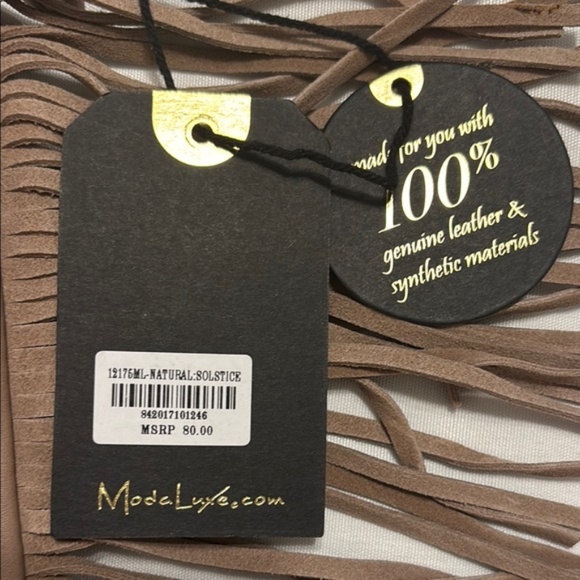 made for you with
100%
genuine leather &
synthetic materials
12175ML-NATURAL:SOLSTICE
842017101246
MSRP 80.00
ModaLuxe.com